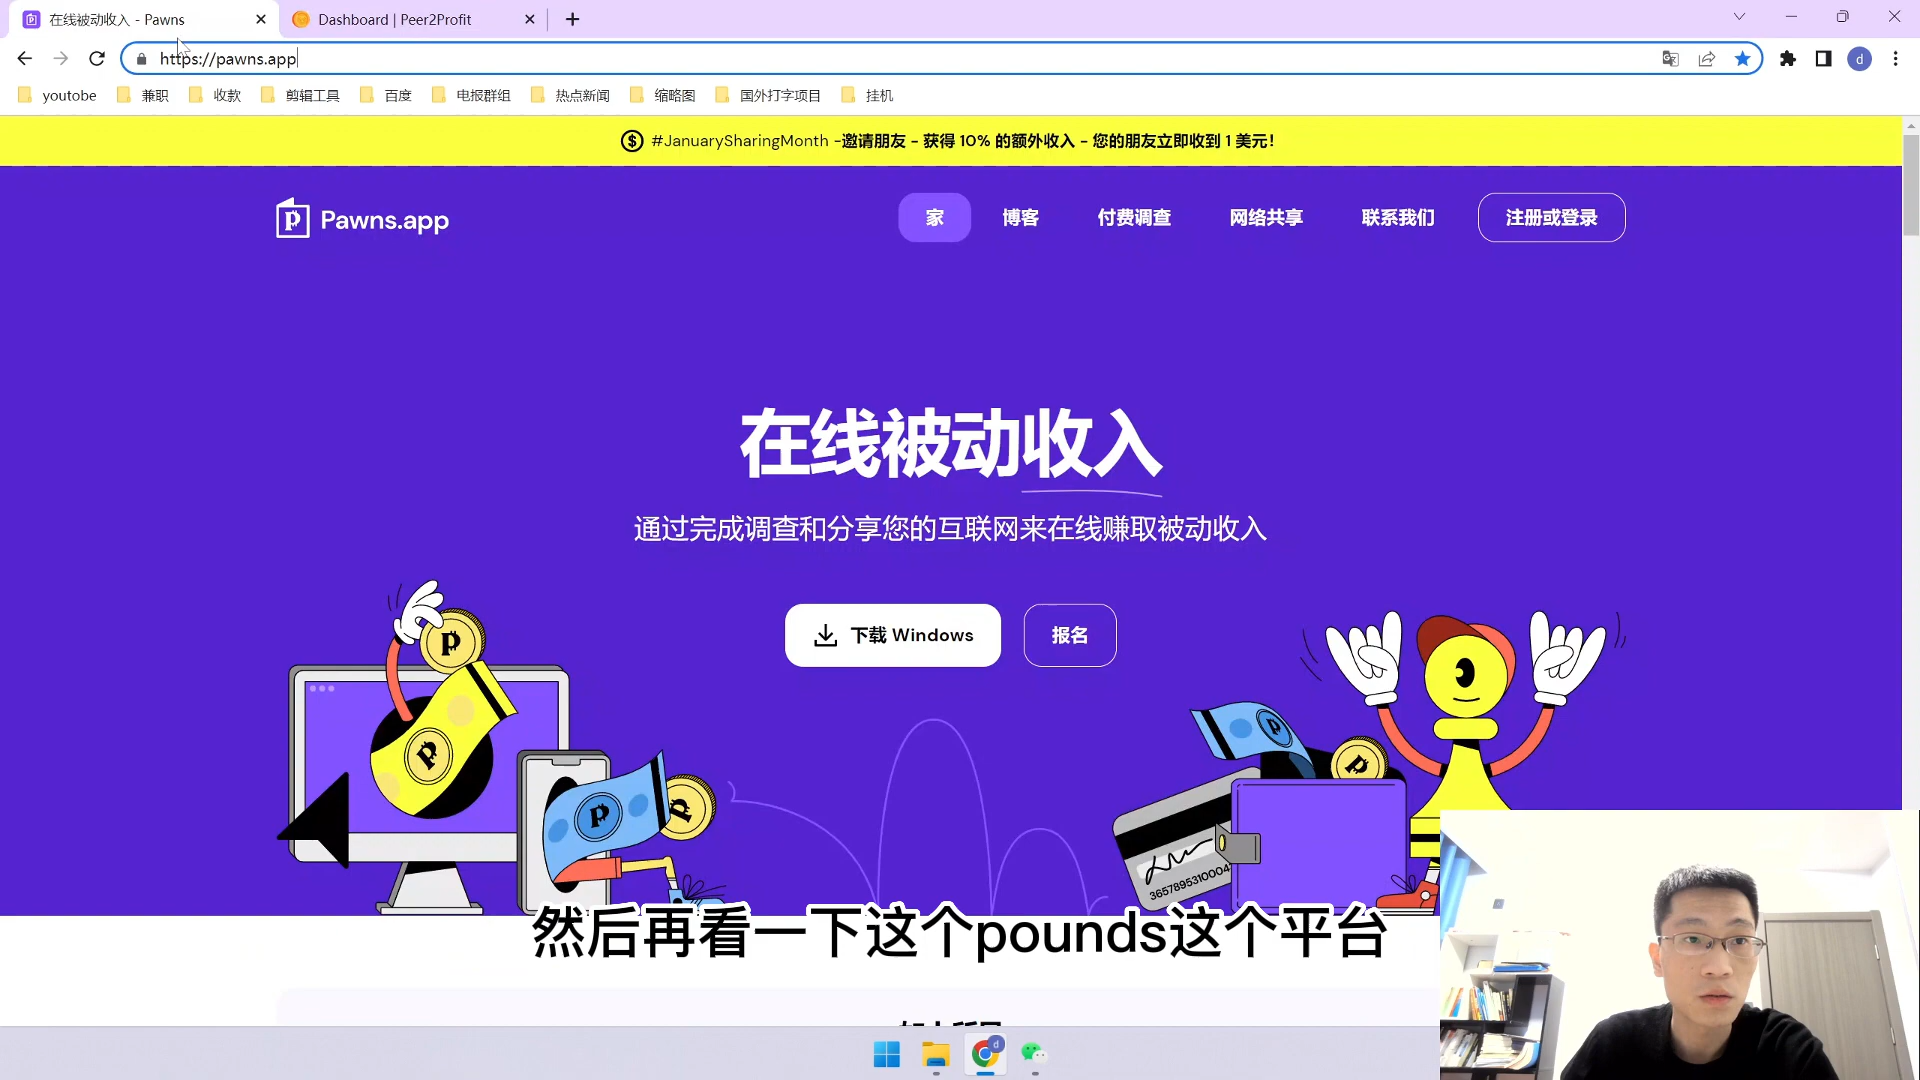 在线被动收入 - Pawns
Dashboard | Peer2Profit
https://pawns.app
d
youtobe
兼职
收款
剪辑工具
百度
电报群组
热点新闻
缩略图
国外打字项目
挂机
#JanuarySharingMonth -邀请朋友 - 获得 10% 的额外收入 - 您的朋友立即收到 1 美元!
Pawns.app
家
博客
付费调查
网络共享
联系我们
注册或登录
在线被动收入
通过完成调查和分享您的互联网来在线赚取被动收入
下载 Windows
报名
3657895310004
然后再看一下这个pounds这个平台
d